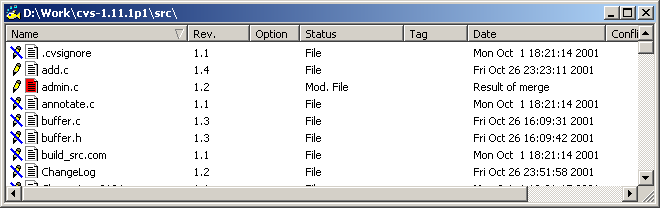 D:\Work\cvs-1.11.1p1\src\
Name Rev. Option Status Tag Date Confli
.cvsignore 1.1 File Mon Oct 1 18:21:14 2001
add.c 1.4 File Fri Oct 26 23:23:11 2001
admin.c 1.2 Mod. File Result of merge
annotate.c 1.1 File Mon Oct 1 18:21:14 2001
buffer.c 1.3 File Fri Oct 26 16:09:31 2001
buffer.h 1.3 File Fri Oct 26 16:09:42 2001
build_src.com 1.1 File Mon Oct 1 18:21:14 2001
ChangeLog 1.2 File Fri Oct 26 23:51:58 2001